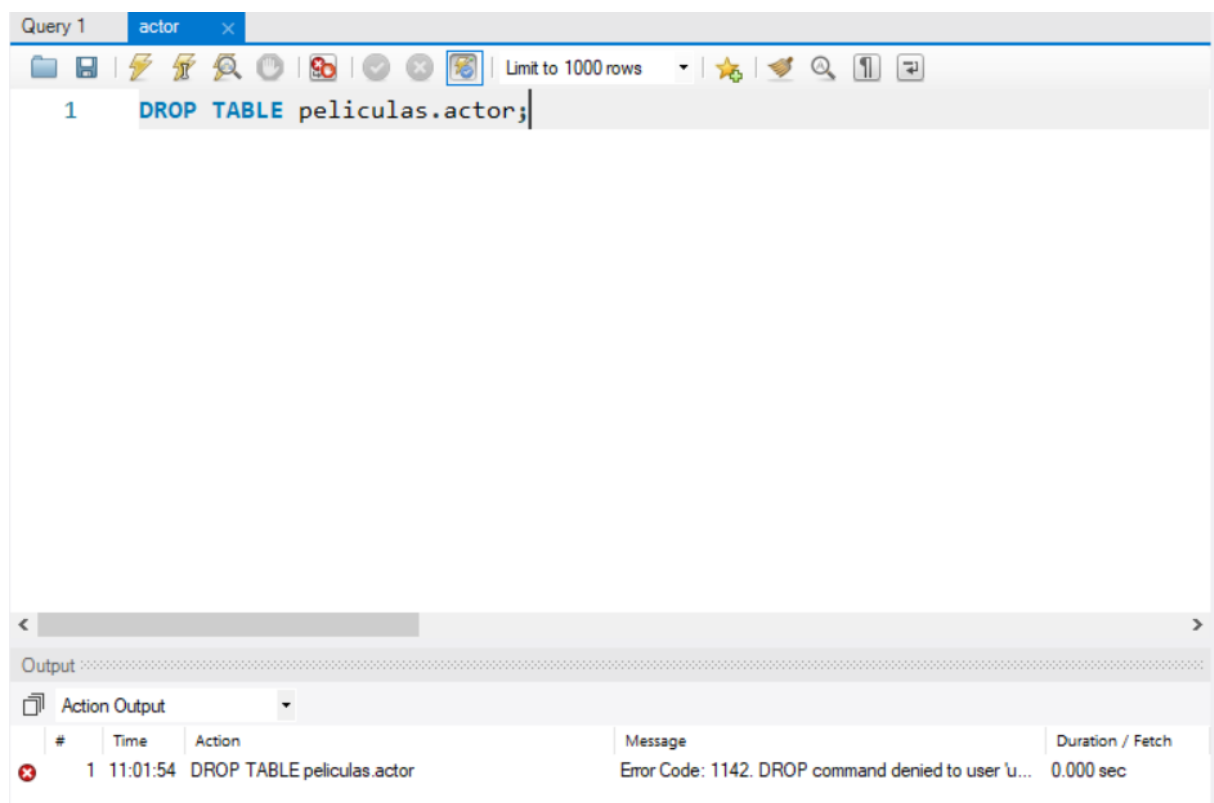 Query 1 actor
Limit to 1000 rows
1 DROP TABLE peliculas.actor;
Output
Action Output
# Time Action Message Duration / Fetch
1 11:01:54 DROP TABLE peliculas.actor Error Code: 1142. DROP command denied to user 'u... 0.000 sec